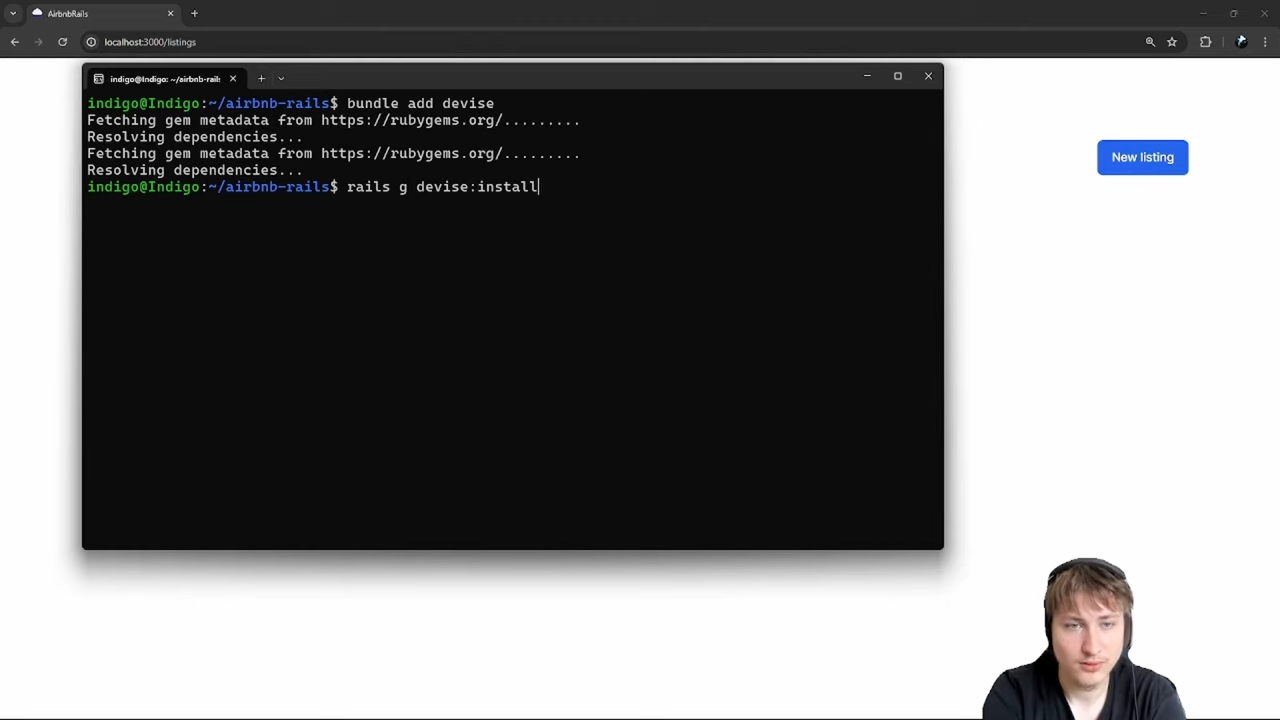 AirbnbRails
localhost:3000/listings
indigo@Indigo: ~/airbnb-rails
indigo@Indigo:~/airbnb-rails$ bundle add devise
Fetching gem metadata from https://rubygems.org/.........
Resolving dependencies...
Fetching gem metadata from https://rubygems.org/.........
Resolving dependencies...
indigo@Indigo:~/airbnb-rails$ rails g devise:install
New listing